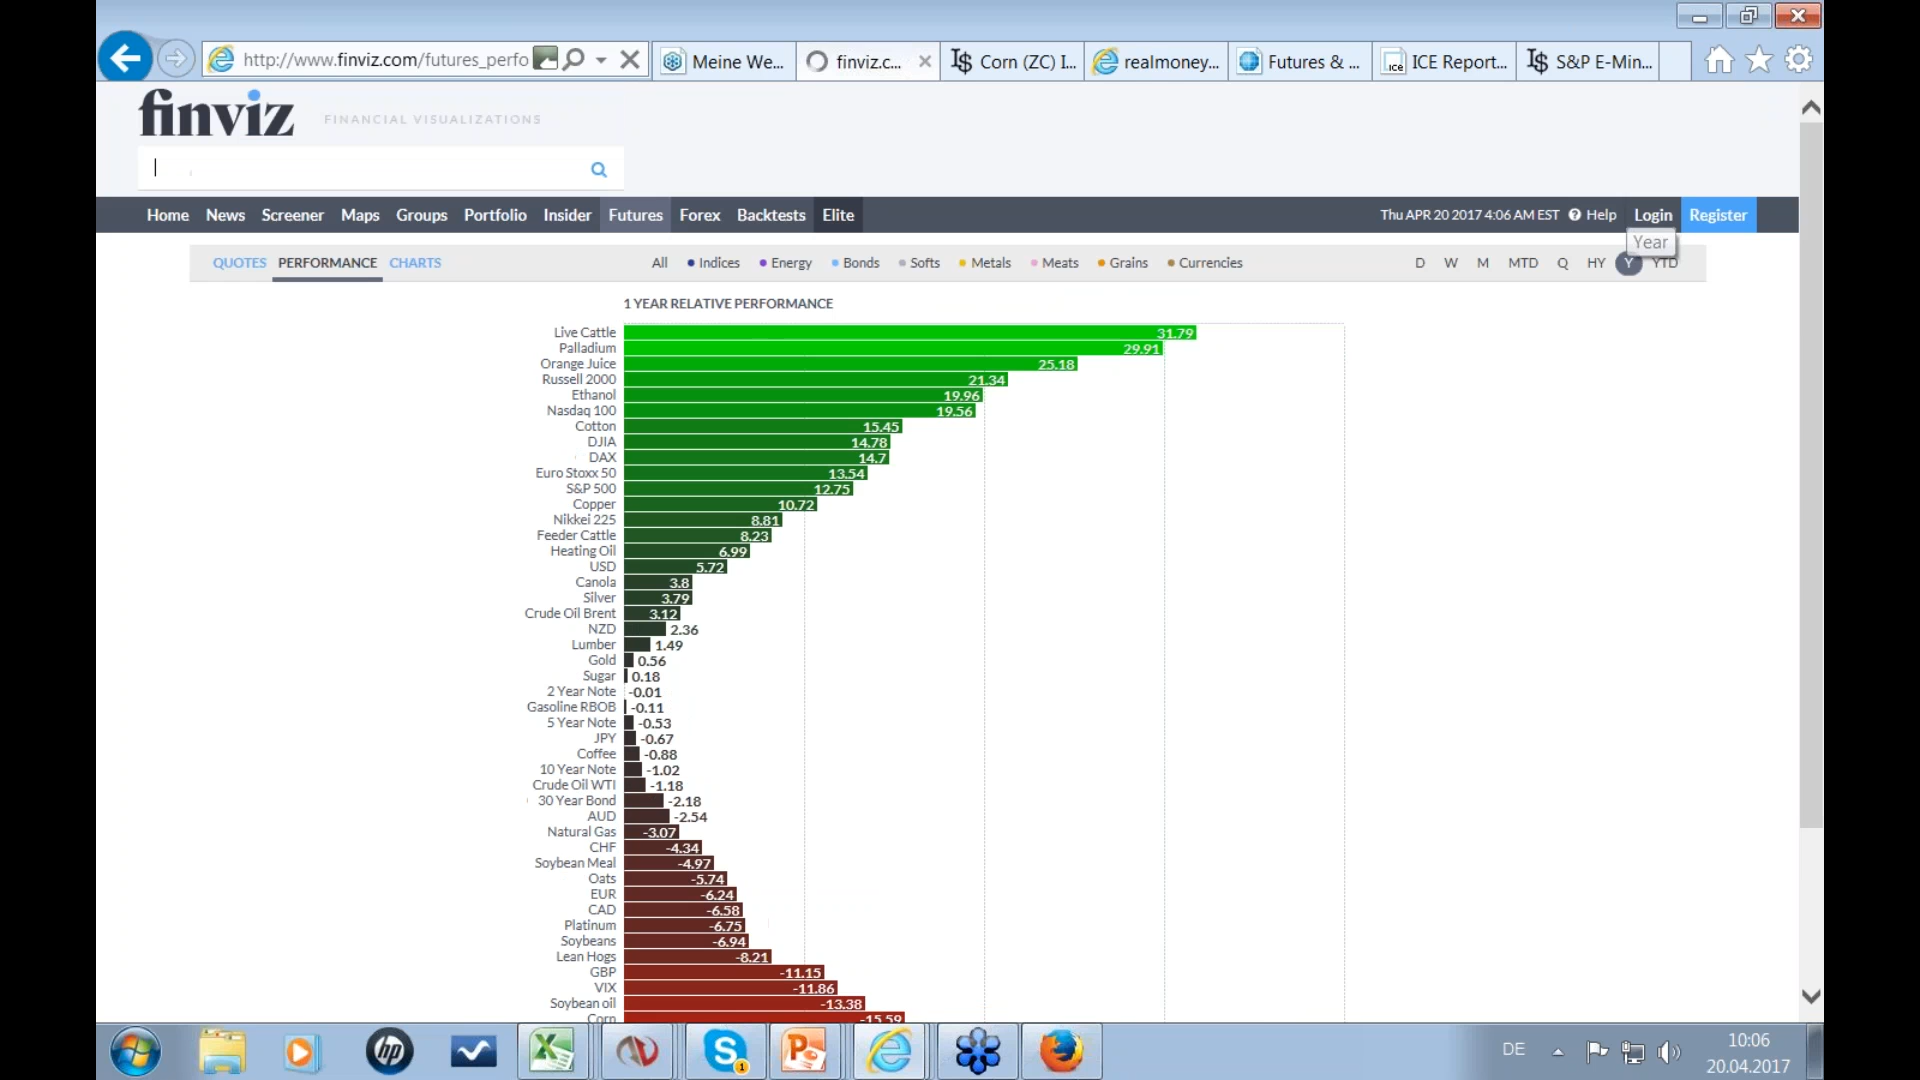 http://www.finviz.com/futures_perfo
Meine We...
finviz.c...
Corn (ZC) I...
realmoney...
Futures & ...
ICE Report...
S&P E-Min...
finviz
FINANCIAL VISUALIZATIONS
Home News Screener Maps Groups Portfolio Insider Futures Forex Backtests Elite
Thu APR 20 2017 4:06 AM EST Help Login Register
Year
QUOTES PERFORMANCE CHARTS
All Indices Energy Bonds Softs Metals Meats Grains Currencies
D W M MTD Q HY Y YTD
1 YEAR RELATIVE PERFORMANCE
Live Cattle 31.79
Palladium 29.91
Orange Juice 25.18
Russell 2000 21.34
Ethanol 19.96
Nasdaq 100 19.56
Cotton 15.45
DJIA 14.78
DAX 14.7
Euro Stoxx 50 13.54
S&P 500 12.75
Copper 10.72
Nikkei 225 8.81
Feeder Cattle 8.23
Heating Oil 6.99
USD 5.72
Canola 3.8
Silver 3.79
Crude Oil Brent 3.12
NZD 2.36
Lumber 1.49
Gold 0.56
Sugar 0.18
2 Year Note -0.01
Gasoline RBOB -0.11
5 Year Note -0.53
JPY -0.67
Coffee -0.88
10 Year Note -1.02
Crude Oil WTI -1.18
30 Year Bond -2.18
AUD -2.54
Natural Gas -3.07
CHF -4.34
Soybean Meal -4.97
Oats -5.74
EUR -6.24
CAD -6.58
Platinum -6.75
Soybeans -6.94
Lean Hogs -8.21
GBP -11.15
VIX -11.86
Soybean oil -13.38
Corn -15.59
DE
10:06
20.04.2017